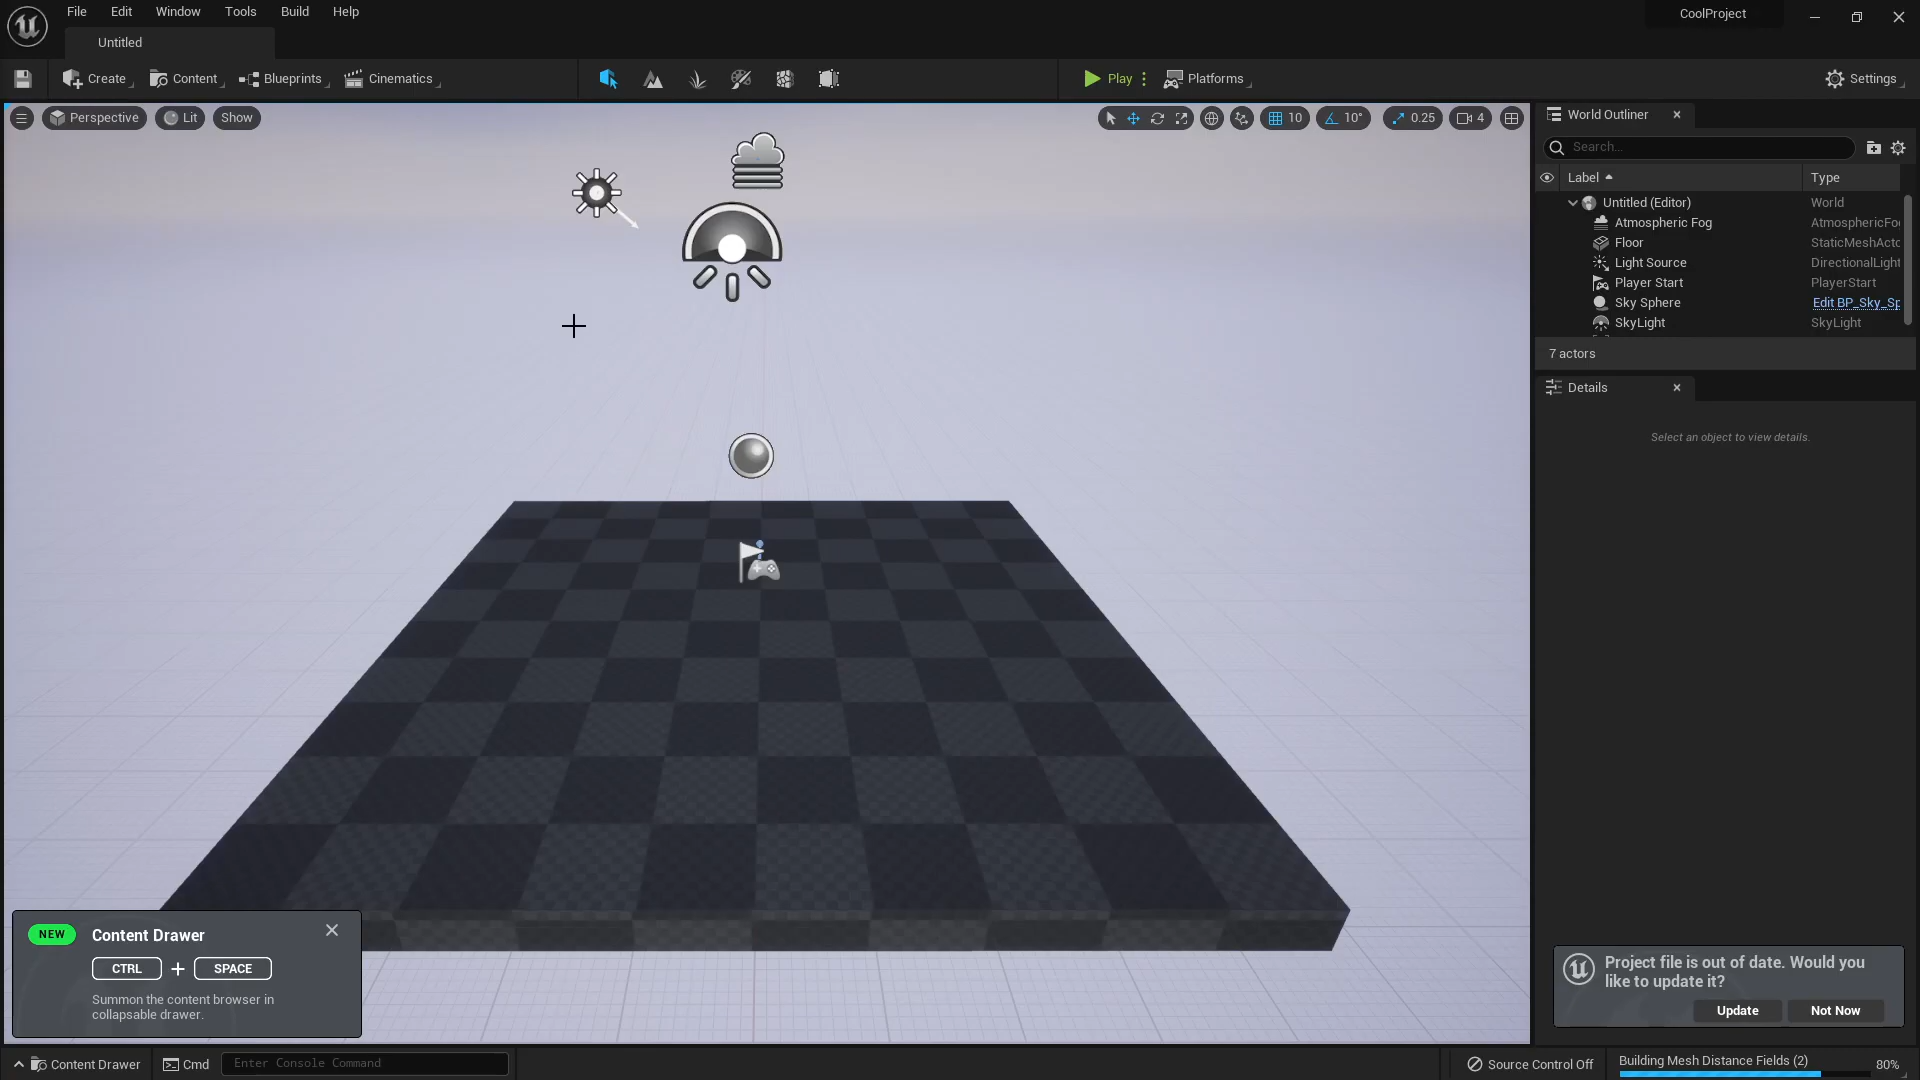 File Edit Window Tools Build Help
CoolProject
Untitled
Create Content Blueprints Cinematics Play Platforms Settings
Perspective Lit Show 10 10° 0.25 4
World Outliner
Search...
Label Type
Untitled (Editor) World
Atmospheric Fog AtmosphericFo
Floor StaticMeshActo
Light Source DirectionalLight
Player Start PlayerStart
Sky Sphere Edit BP_Sky_Sp
SkyLight SkyLight
7 actors
Details
Select an object to view details.
NEW Content Drawer
CTRL + SPACE
Summon the content browser in
collapsable drawer.
Project file is out of date. Would you
like to update it?
Update Not Now
Content Drawer Cmd Enter Console Command Source Control Off Building Mesh Distance Fields (2) 80%